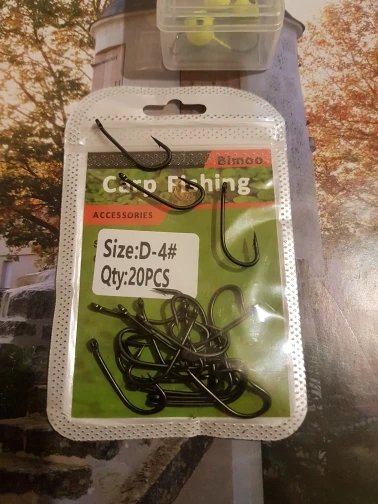 Bimoo
Carp Fishing
ACCESSORIES
Size:D-4#
Qty:20PCS